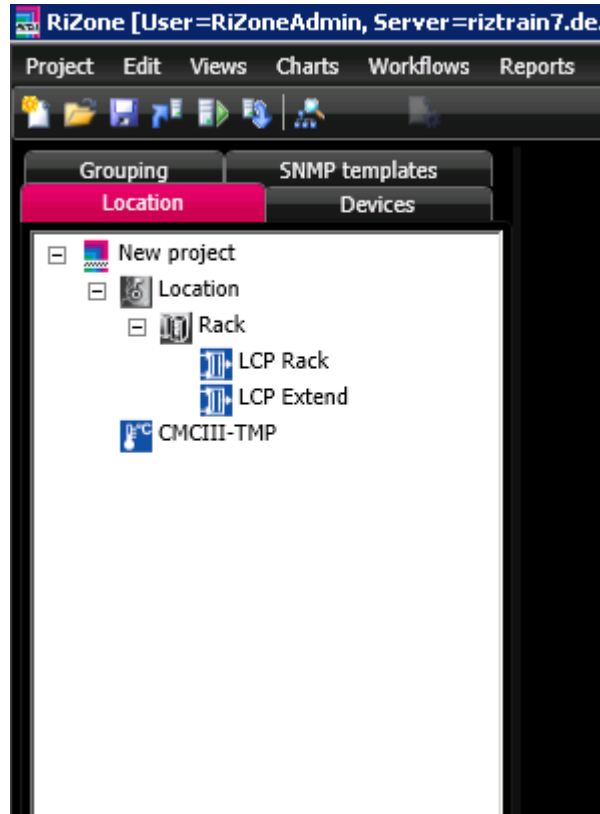 RiZone [User=RiZoneAdmin, Server=riztrain7.de.
Project Edit Views Charts Workflows Reports
Grouping SNMP templates
Location Devices
New project
Location
Rack
LCP Rack
LCP Extend
CMCIII-TMP